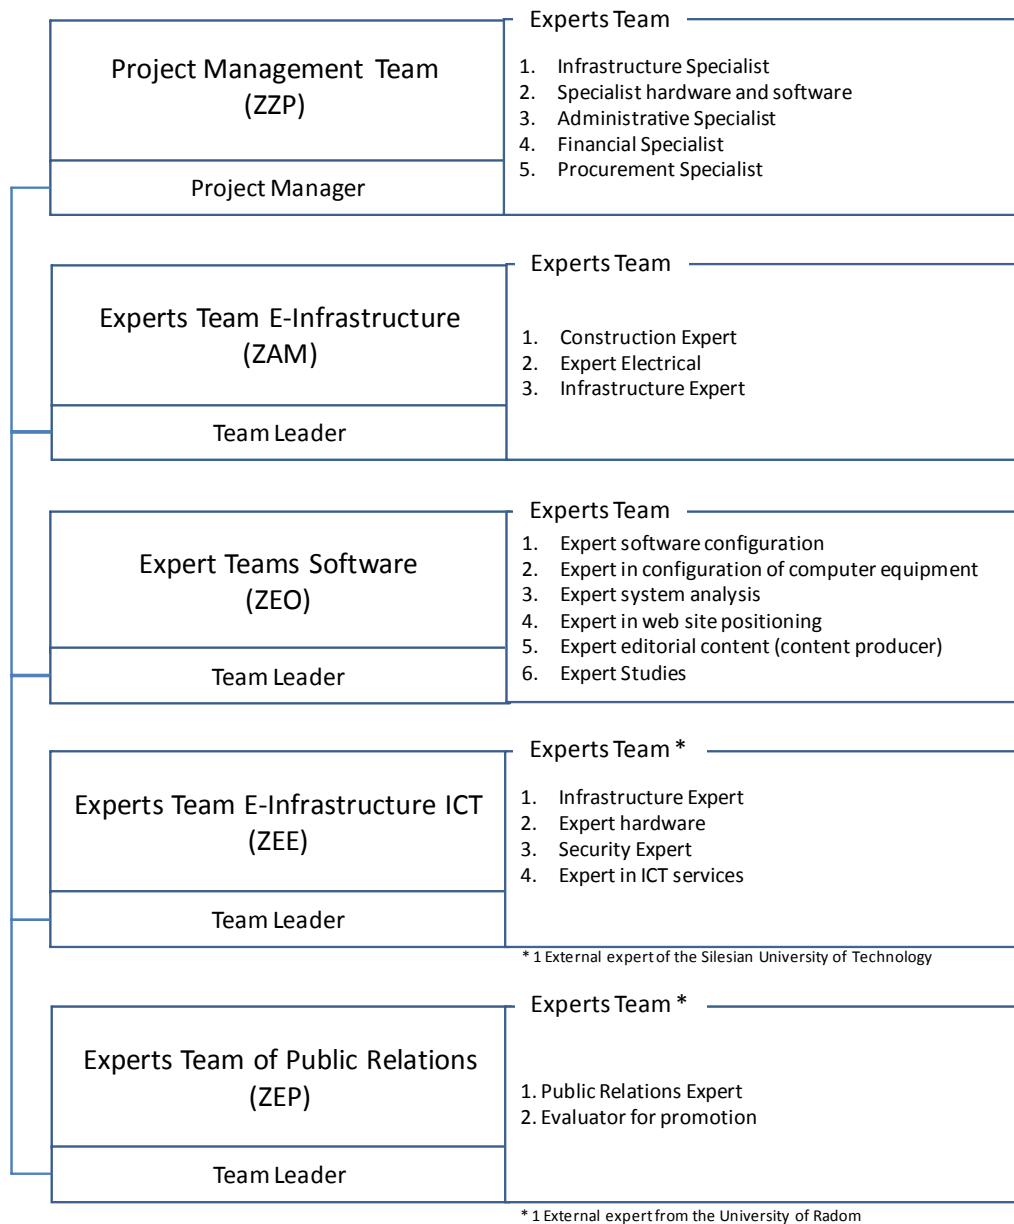 Experts Team
Project Management Team
(ZZP)
Project Manager
1. Infrastructure Specialist
2. Specialist hardware and software
3. Administrative Specialist
4. Financial Specialist
5. Procurement Specialist
Experts Team
Experts Team E-Infrastructure
(ZAM)
Team Leader
1. Construction Expert
2. Expert Electrical
3. Infrastructure Expert
Experts Team
Expert Teams Software
(ZEO)
Team Leader
1. Expert software configuration
2. Expert in configuration of computer equipment
3. Expert system analysis
4. Expert in web site positioning
5. Expert editorial content (content producer)
6. Expert Studies
Experts Team *
Experts Team E-Infrastructure ICT
(ZEE)
Team Leader
1. Infrastructure Expert
2. Expert hardware
3. Security Expert
4. Expert in ICT services
* 1 External expert of the Silesian University of Technology
Experts Team *
Experts Team of Public Relations
(ZEP)
Team Leader
1. Public Relations Expert
2. Evaluator for promotion
* 1 External expert from the University of Radom